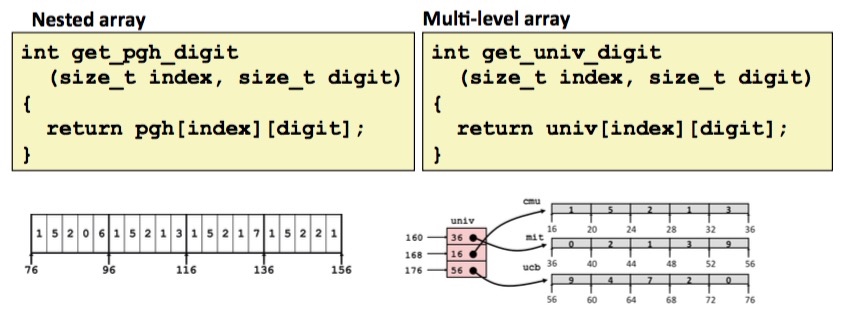 Nested array
int get_pgh_digit
(size_t index, size_t digit)
{
return pgh[index][digit];
}
Multi-level array
int get_univ_digit
(size_t index, size_t digit)
{
return univ[index][digit];
}
1 5 2 0 6 1 5 2 1 3 1 5 2 1 7 1 5 2 2 1
76 96 116 136 156
univ
160 36
168 16
176 56
cmu
1 5 2 1 3
16 20 24 28 32 36
mit
0 2 1 3 9
36 40 44 48 52 56
ucb
9 4 7 2 0
56 60 64 68 72 76